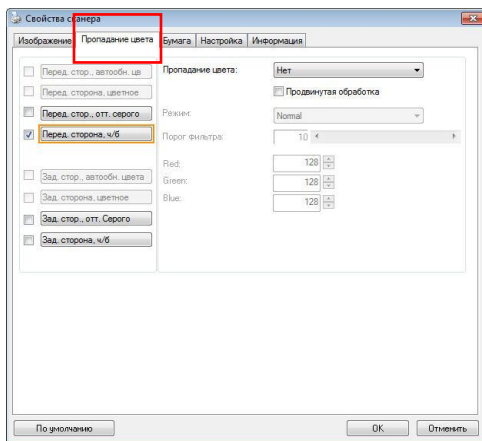 Свойства сканера
Изображение Пропадание цвета Бумага Настройка Информация
Перед. стор., автообн. цв
Перед. сторона, цветное
Перед. стор., отт. серого
Перед. сторона, ч/б
Зад. стор., автообн. цвета
Зад. сторона, цветное
Зад. стор., отт. Серого
Зад. сторона, ч/б
Пропадание цвета: Нет
Продвинутая обработка
Режим: Normal
Порог фильтра: 10
Red: 128
Green: 128
Blue: 128
По умолчанию OK Отменить